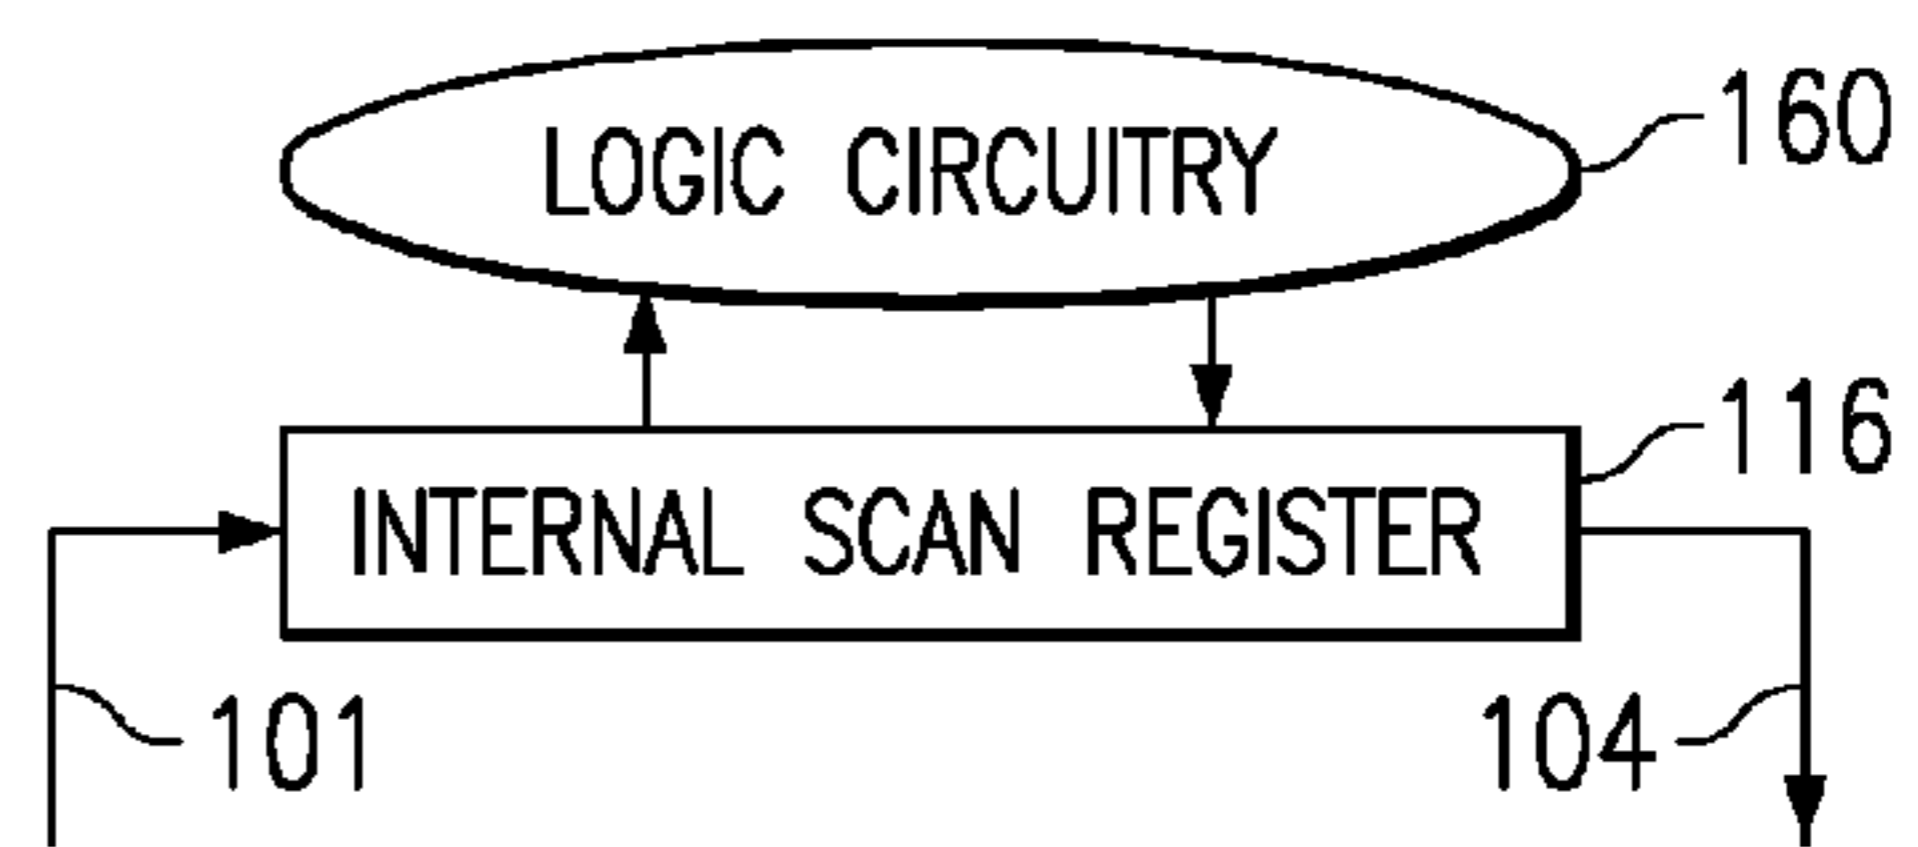 LOGIC CIRCUITRY
160
116
INTERNAL SCAN REGISTER
101
104